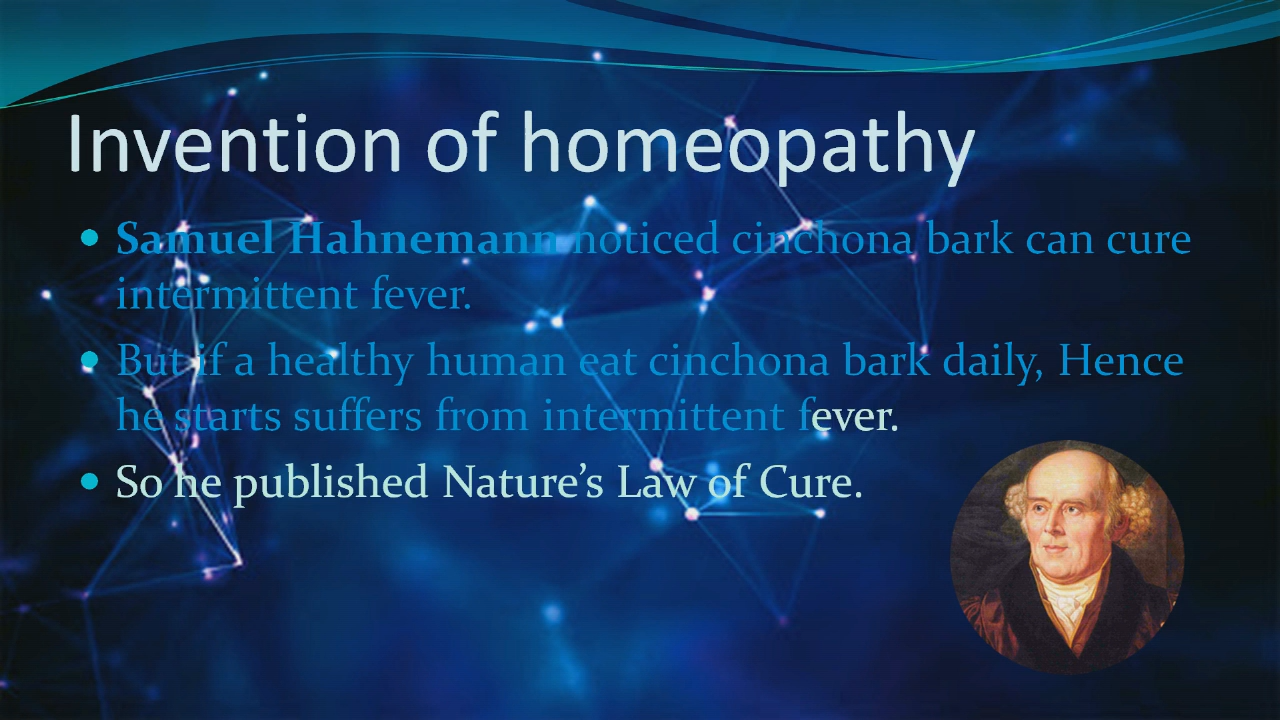 Invention of homeopathy
• Samuel Hahnemann noticed cinchona bark can cure
intermittent fever.
• But if a healthy human eat cinchona bark daily, Hence
he starts suffers from intermittent fever.
• So he published Nature’s Law of Cure.